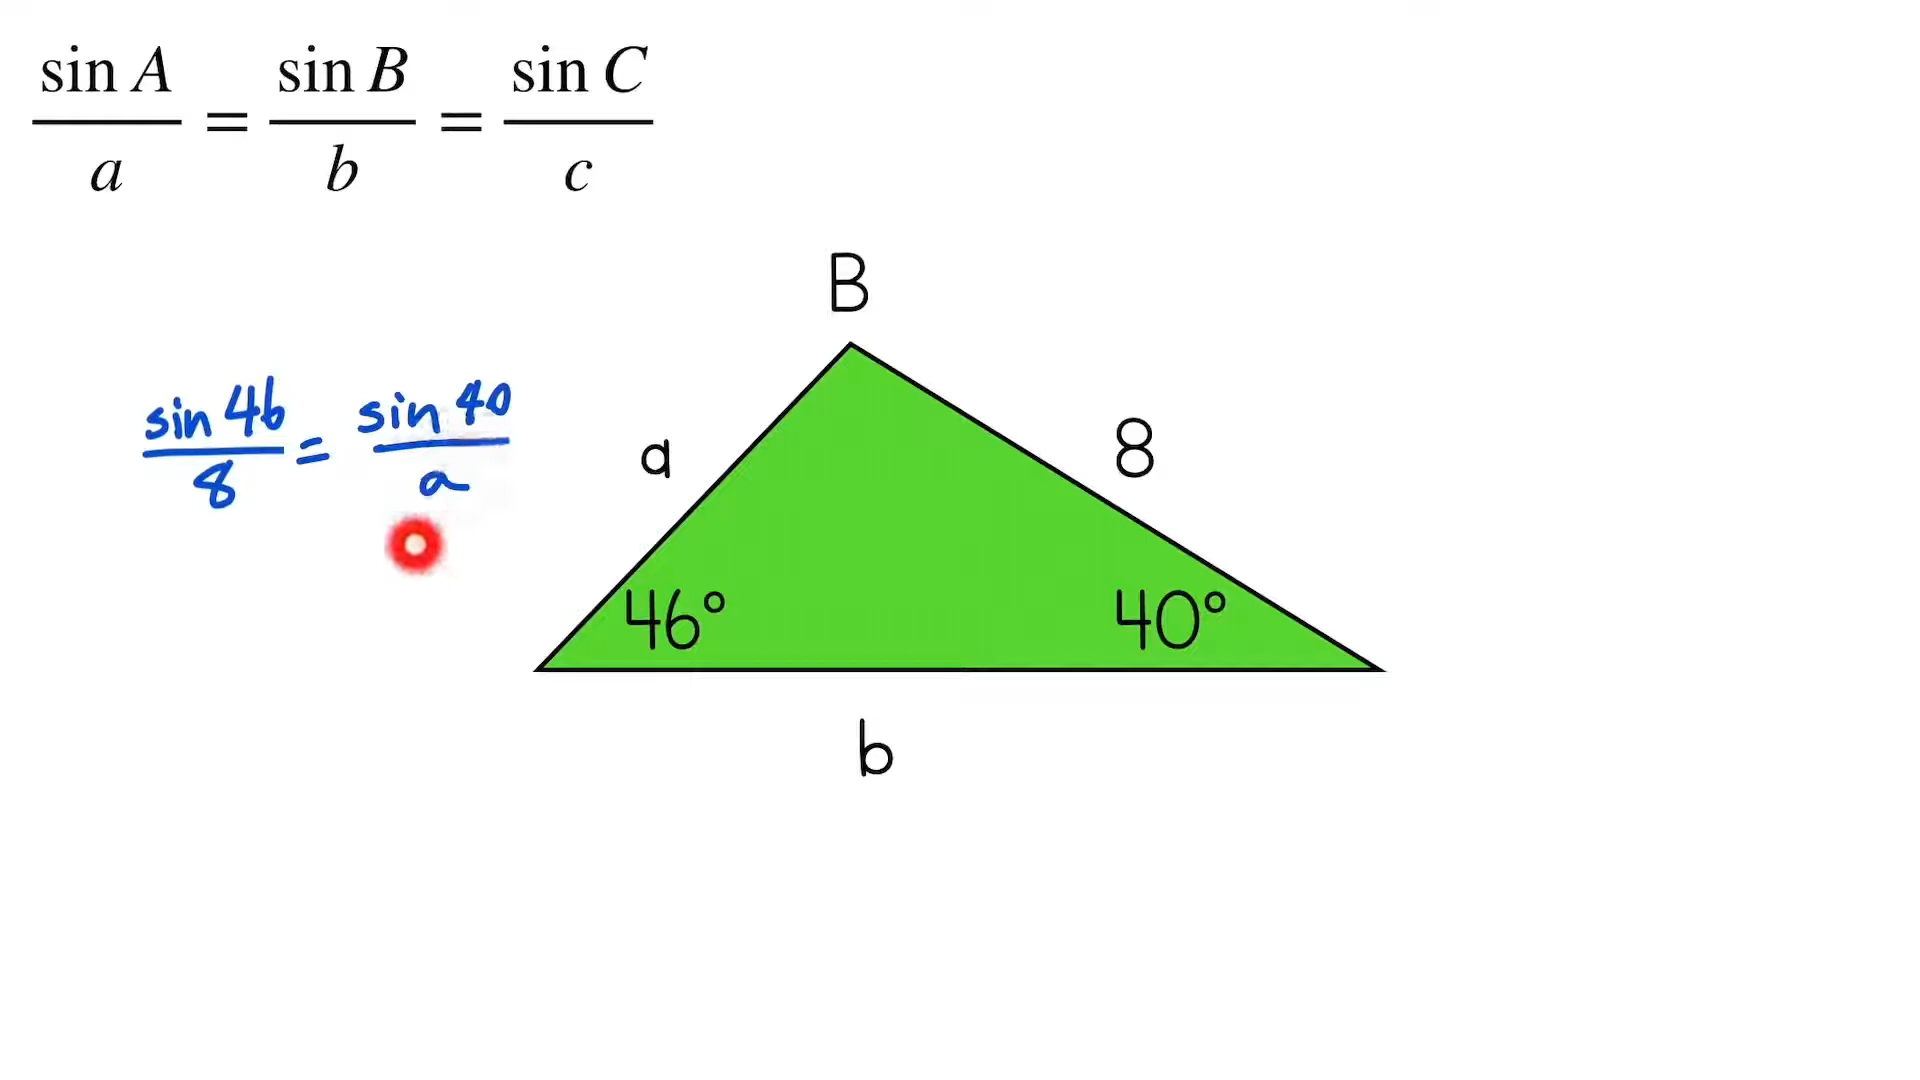 sin A / a = sin B / b = sin C / c
B
sin 46 / 8 = sin 40 / a
a
8
46°
40°
b